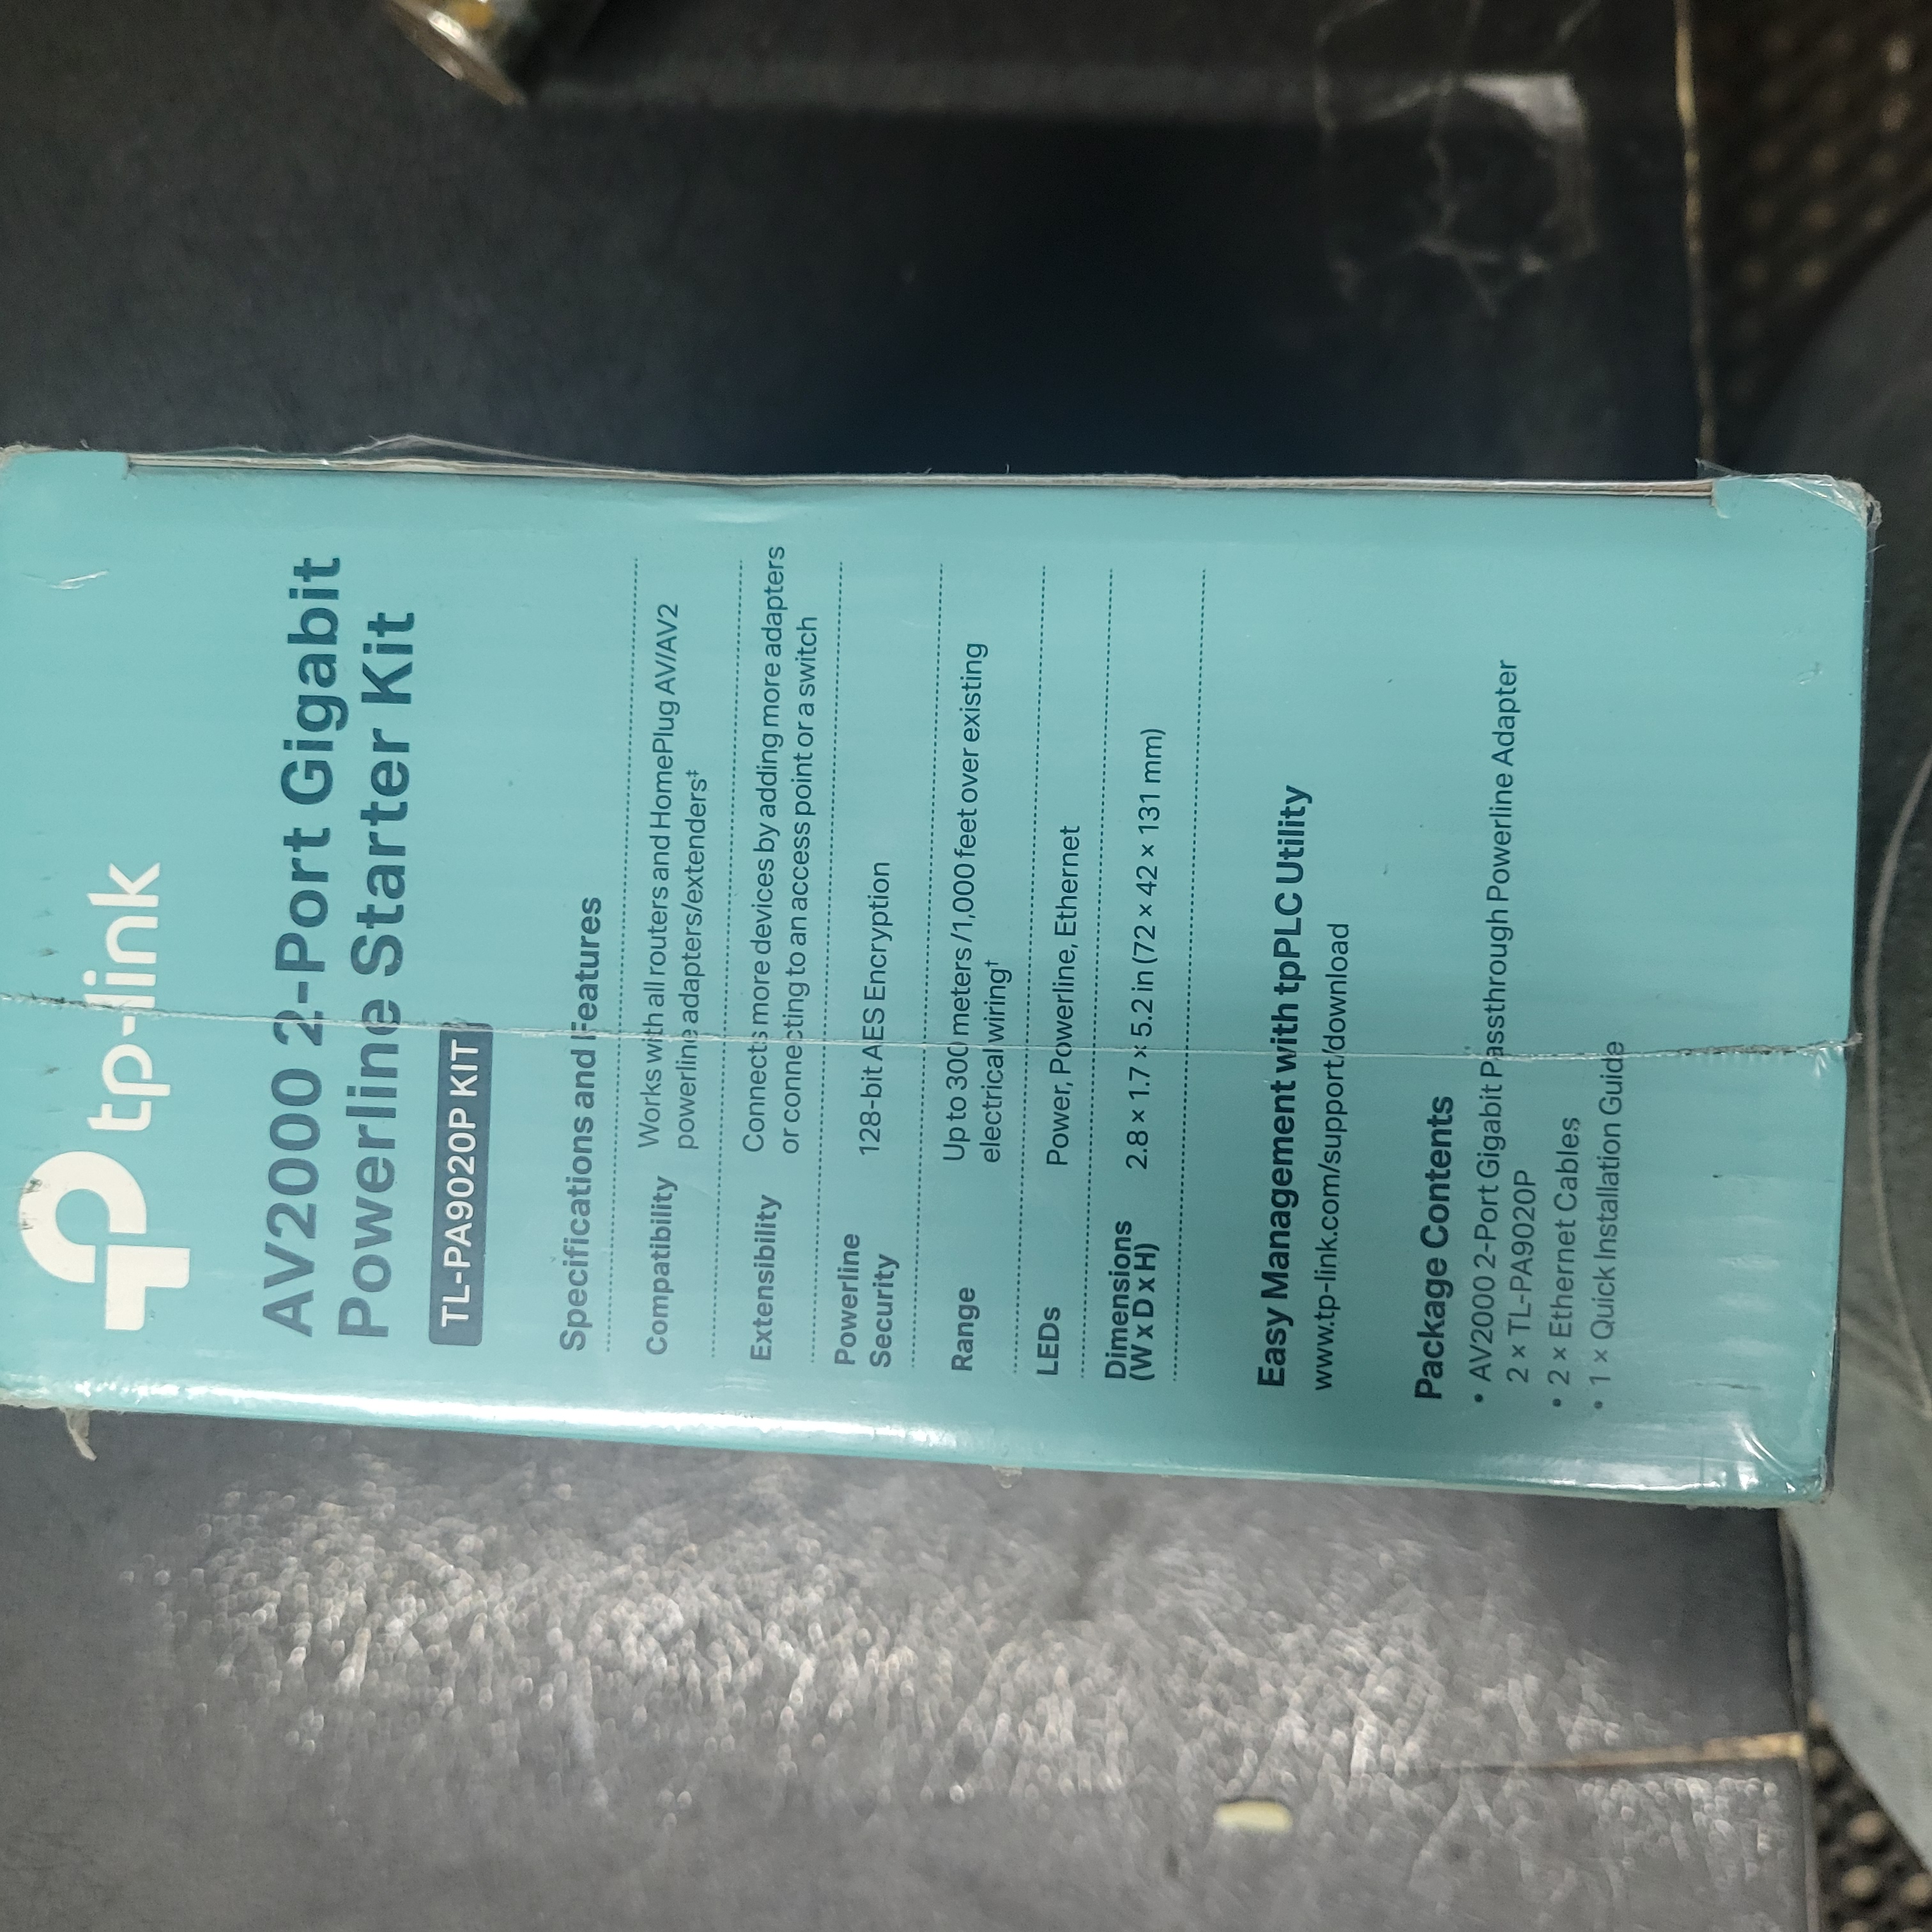 tp-link
AV2000 2-Port Gigabit
Powerline Starter Kit
TL-PA9020P KIT
Specifications and Features
Compatibility
Works with all routers and HomePlug AV/AV2
powerline adapters/extenders‡
Extensibility
Connects more devices by adding more adapters
or connecting to an access point or a switch
Powerline
Security
128-bit AES Encryption
Range
Up to 300 meters/1,000 feet over existing
electrical wiring†
LEDs
Power, Powerline, Ethernet
Dimensions
(W x D x H)
2.8 × 1.7 × 5.2 in (72 × 42 × 131 mm)
Easy Management with tpPLC Utility
www.tp-link.com/support/download
Package Contents
• AV2000 2-Port Gigabit Passthrough Powerline Adapter
2 × TL-PA9020P
• 2 × Ethernet Cables
• 1 × Quick Installation Guide